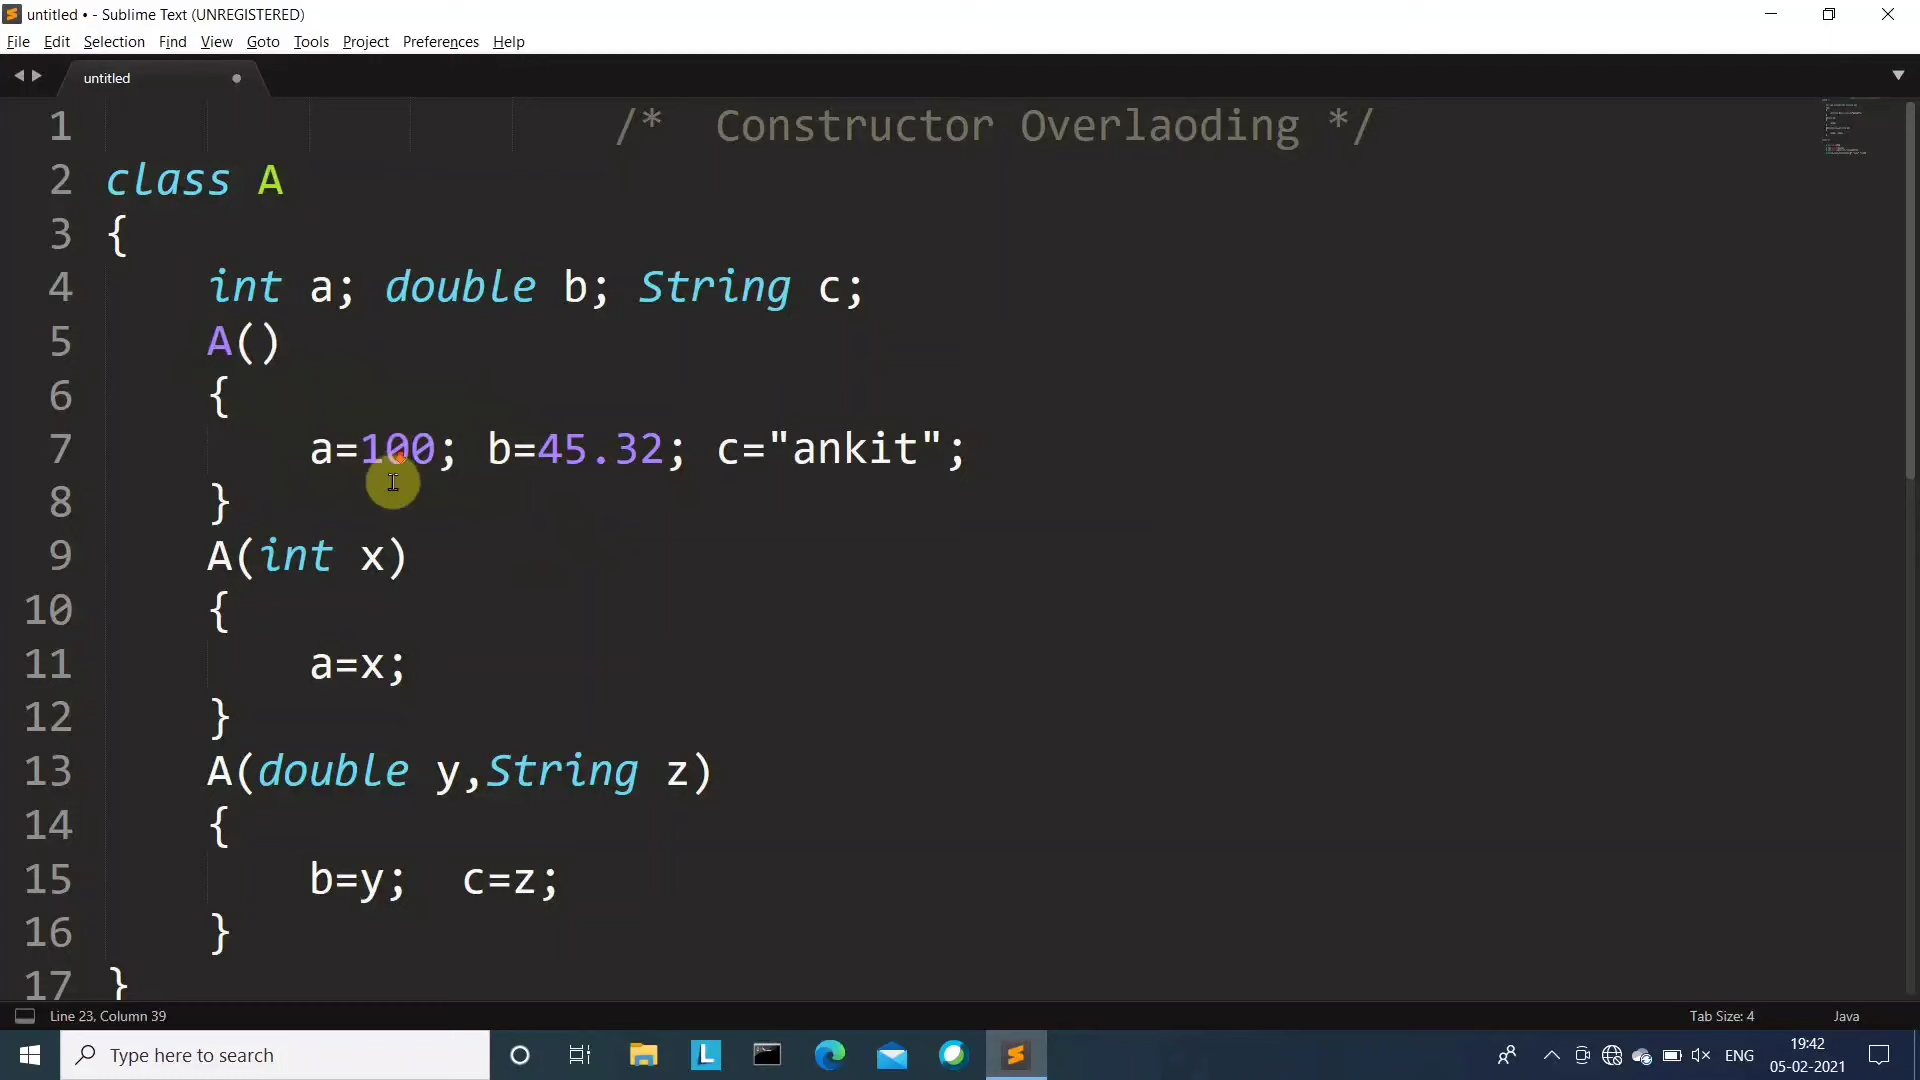 untitled • - Sublime Text (UNREGISTERED)
File Edit Selection Find View Goto Tools Project Preferences Help
untitled
1 /* Constructor Overlaoding */
2 class A
3 {
4 int a; double b; String c;
5 A()
6 {
7 a=100; b=45.32; c="ankit";
8 }
9 A(int x)
10 {
11 a=x;
12 }
13 A(double y,String z)
14 {
15 b=y; c=z;
16 }
17 }
Line 23, Column 39 Tab Size: 4 Java
Type here to search
L
ENG
19:42
05-02-2021